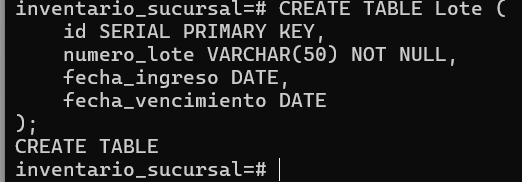 inventario_sucursal=# CREATE TABLE Lote (
    id SERIAL PRIMARY KEY,
    numero_lote VARCHAR(50) NOT NULL,
    fecha_ingreso DATE,
    fecha_vencimiento DATE
);
CREATE TABLE
inventario_sucursal=#